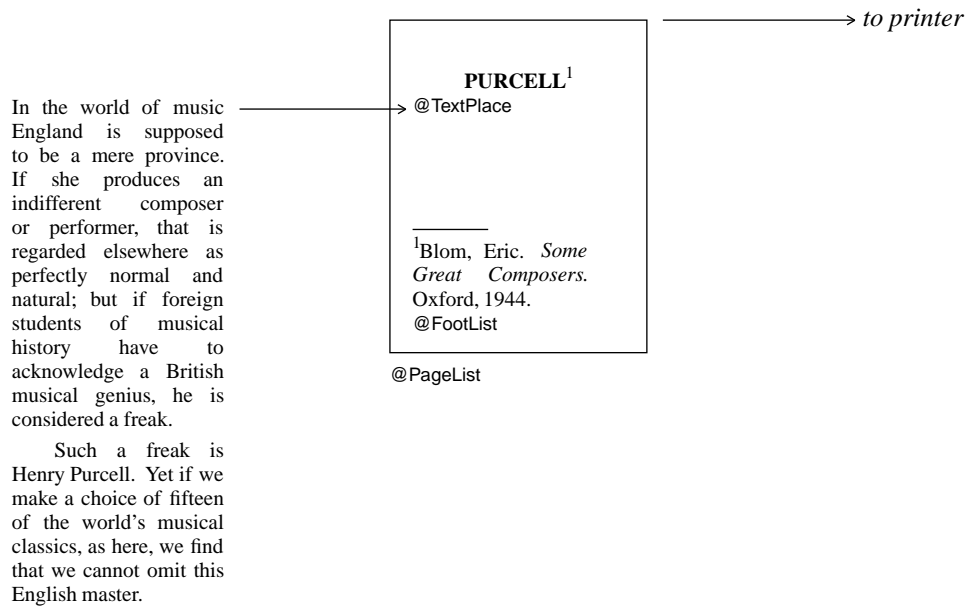 to printer
PURCELL1
@TextPlace
In the world of music
England is supposed
to be a mere province.
If she produces an
indifferent composer
or performer, that is
regarded elsewhere as
perfectly normal and
natural; but if foreign
students of musical
history have to
acknowledge a British
musical genius, he is
considered a freak.
Such a freak is
Henry Purcell. Yet if we
make a choice of fifteen
of the world's musical
classics, as here, we find
that we cannot omit this
English master.
1Blom, Eric. Some
Great Composers.
Oxford, 1944.
@FootList
@PageList